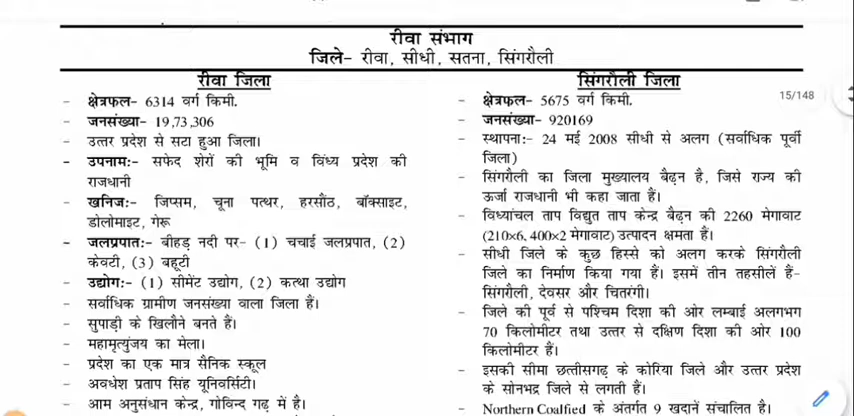 रीवा संभाग
जिले- रीवा, सीधी, सतना, सिंगरौली
रीवा जिला
- क्षेत्रफल- 6314 वर्ग किमी.
- जनसंख्या- 19,73,306
- उत्तर प्रदेश से सटा हुआ जिला।
- उपनाम:- सफेद शेरों की भूमि व विंध्य प्रदेश की
राजधानी
- खनिज:- जिप्सम, चूना पत्थर, हरसौंठ, बॉक्साइट,
डोलोमाइट, गेरू
- जलप्रपात:- बीहड़ नदी पर- (1) चचाई जलप्रपात, (2)
केवटी, (3) बहूटी
- उद्योग:- (1) सीमेंट उद्योग, (2) कत्था उद्योग
- सर्वाधिक ग्रामीण जनसंख्या वाला जिला हैं।
- सुपाड़ी के खिलौने बनते हैं।
- महामृत्युंजय का मेला।
- प्रदेश का एक मात्र सैनिक स्कूल
- अवधेश प्रताप सिंह यूनिवर्सिटी।
- आम अनुसंधान केन्द्र, गोविन्द गढ़ में है।
सिंगरौली जिला
- क्षेत्रफल- 5675 वर्ग किमी.
- जनसंख्या- 920169
- स्थापना:- 24 मई 2008 सीधी से अलग (सर्वाधिक पूर्वी
जिला)
- सिंगरौली का जिला मुख्यालय बैढ़न है, जिसे राज्य की
ऊर्जा राजधानी भी कहा जाता हैं।
- विध्यांचल ताप विद्युत ताप केन्द्र बैढ़न की 2260 मेगावाट
(210×6, 400×2 मेगावाट) उत्पादन क्षमता हैं।
- सीधी जिले के कुछ हिस्से को अलग करके सिंगरौली
जिले का निर्माण किया गया हैं। इसमें तीन तहसीलें हैं-
सिंगरौली, देवसर और चितरंगी।
- जिले की पूर्व से पश्चिम दिशा की ओर लम्बाई अलगभग
70 किलोमीटर तथा उत्तर से दक्षिण दिशा की ओर 100
किलोमीटर हैं।
- इसकी सीमा छत्तीसगढ़ के कोरिया जिले और उत्तर प्रदेश
के सोनभद्र जिले से लगती हैं।
- Northern Coalfied के अंतर्गत 9 खदानें संचालित है।
15/148